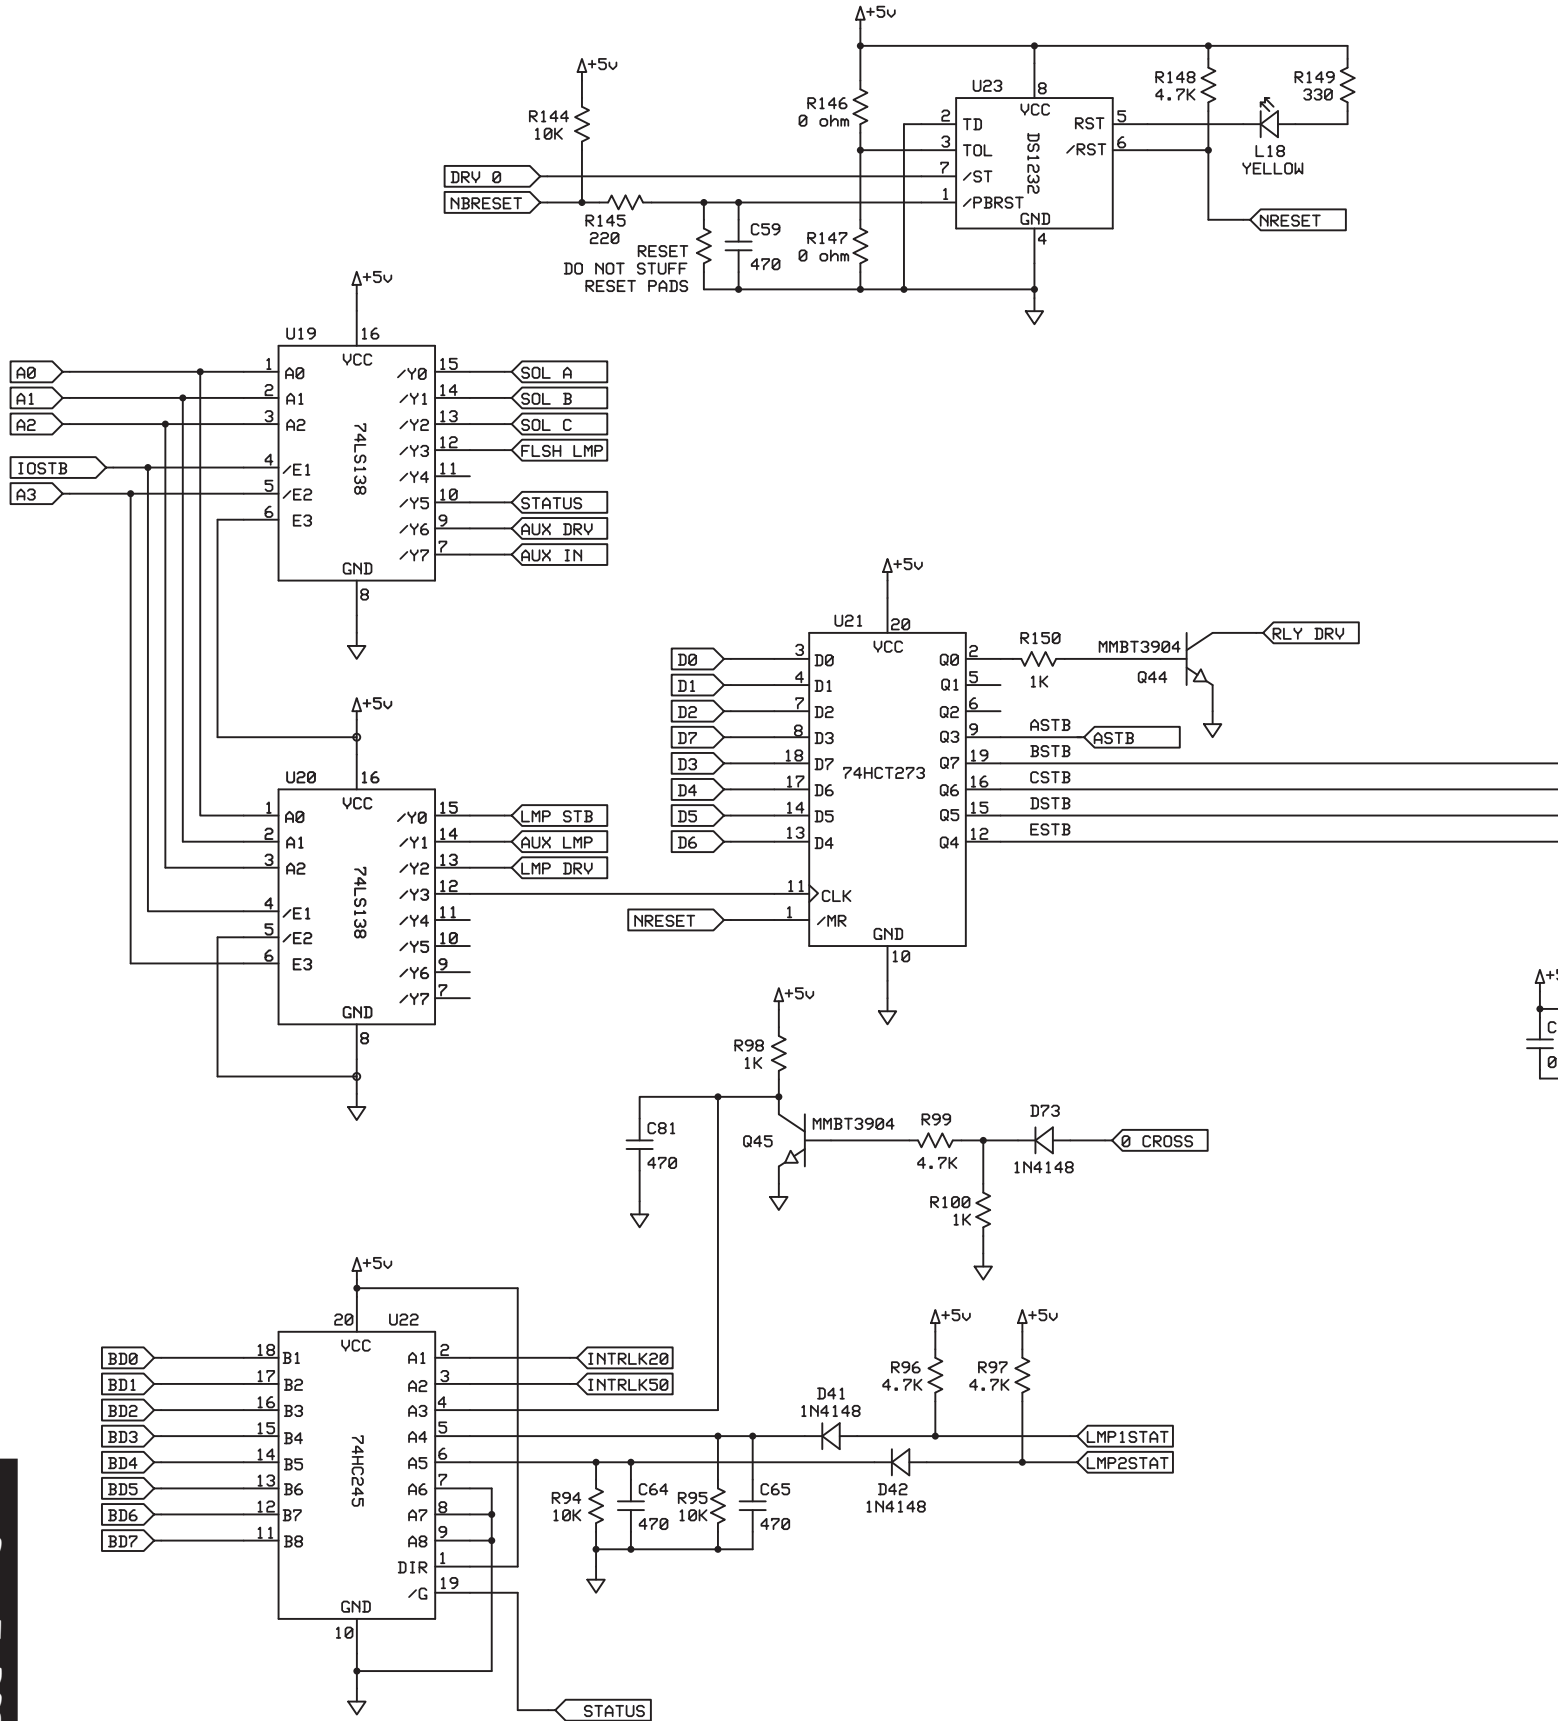 +5v
R146
0 ohm
U23
8
VCC
2 TD
3 TOL
7 /ST
1 /PBRST
DS1232
RST 5
/RST 6
GND
4
R148
4.7K
R149
330
L18
YELLOW
NRESET
+5v
R144
10K
DRV 0
NBRESET
R145
220
RESET
DO NOT STUFF
RESET PADS
C59
470
R147
0 ohm
+5v
U19
16
VCC
A0
A1
A2
IOSTB
A3
1 A0
2 A1
3 A2
4 /E1
5 /E2
6 E3
74LS138
/Y0 15 SOL A
/Y1 14 SOL B
/Y2 13 SOL C
/Y3 12 FLSH LMP
/Y4 11
/Y5 10 STATUS
/Y6 9 AUX DRV
/Y7 7 AUX IN
GND
8
+5v
U20
16
VCC
1 A0
2 A1
3 A2
4 /E1
5 /E2
6 E3
74LS138
/Y0 15 LMP STB
/Y1 14 AUX LMP
/Y2 13 LMP DRV
/Y3 12
/Y4 11
/Y5 10
/Y6 9
/Y7 7
GND
8
+5v
U21
20
VCC
D0 3 D0
D1 4 D1
D2 7 D2
D7 8 D3
D3 18 D7
D4 17 D6
D5 14 D5
D6 13 D4
11 CLK
NRESET 1 /MR
74HCT273
Q0 2
Q1 5
Q2 6
Q3 9 ASTB ASTB
Q7 19 BSTB
Q6 16 CSTB
Q5 15 DSTB
Q4 12 ESTB
GND
10
R150
1K
MMBT3904
Q44
RLY DRV
+5v
R98
1K
C81
470
Q45
MMBT3904
R99
4.7K
D73
1N4148
0 CROSS
R100
1K
+5v
20
U22
VCC
BD0 18 B1
BD1 17 B2
BD2 16 B3
BD3 15 B4
BD4 14 B5
BD5 13 B6
BD6 12 B7
BD7 11 B8
74HC245
A1 2 INTRLK20
A2 3 INTRLK50
A3 4
A4 5
A5 6
A6 7
A7 8
A8 9
DIR 1
/G 19
GND
10
STATUS
+5v
+5v
R96
4.7K
R97
4.7K
D41
1N4148
LMP1STAT
LMP2STAT
D42
1N4148
R94
10K
C64
470
R95
10K
C65
470